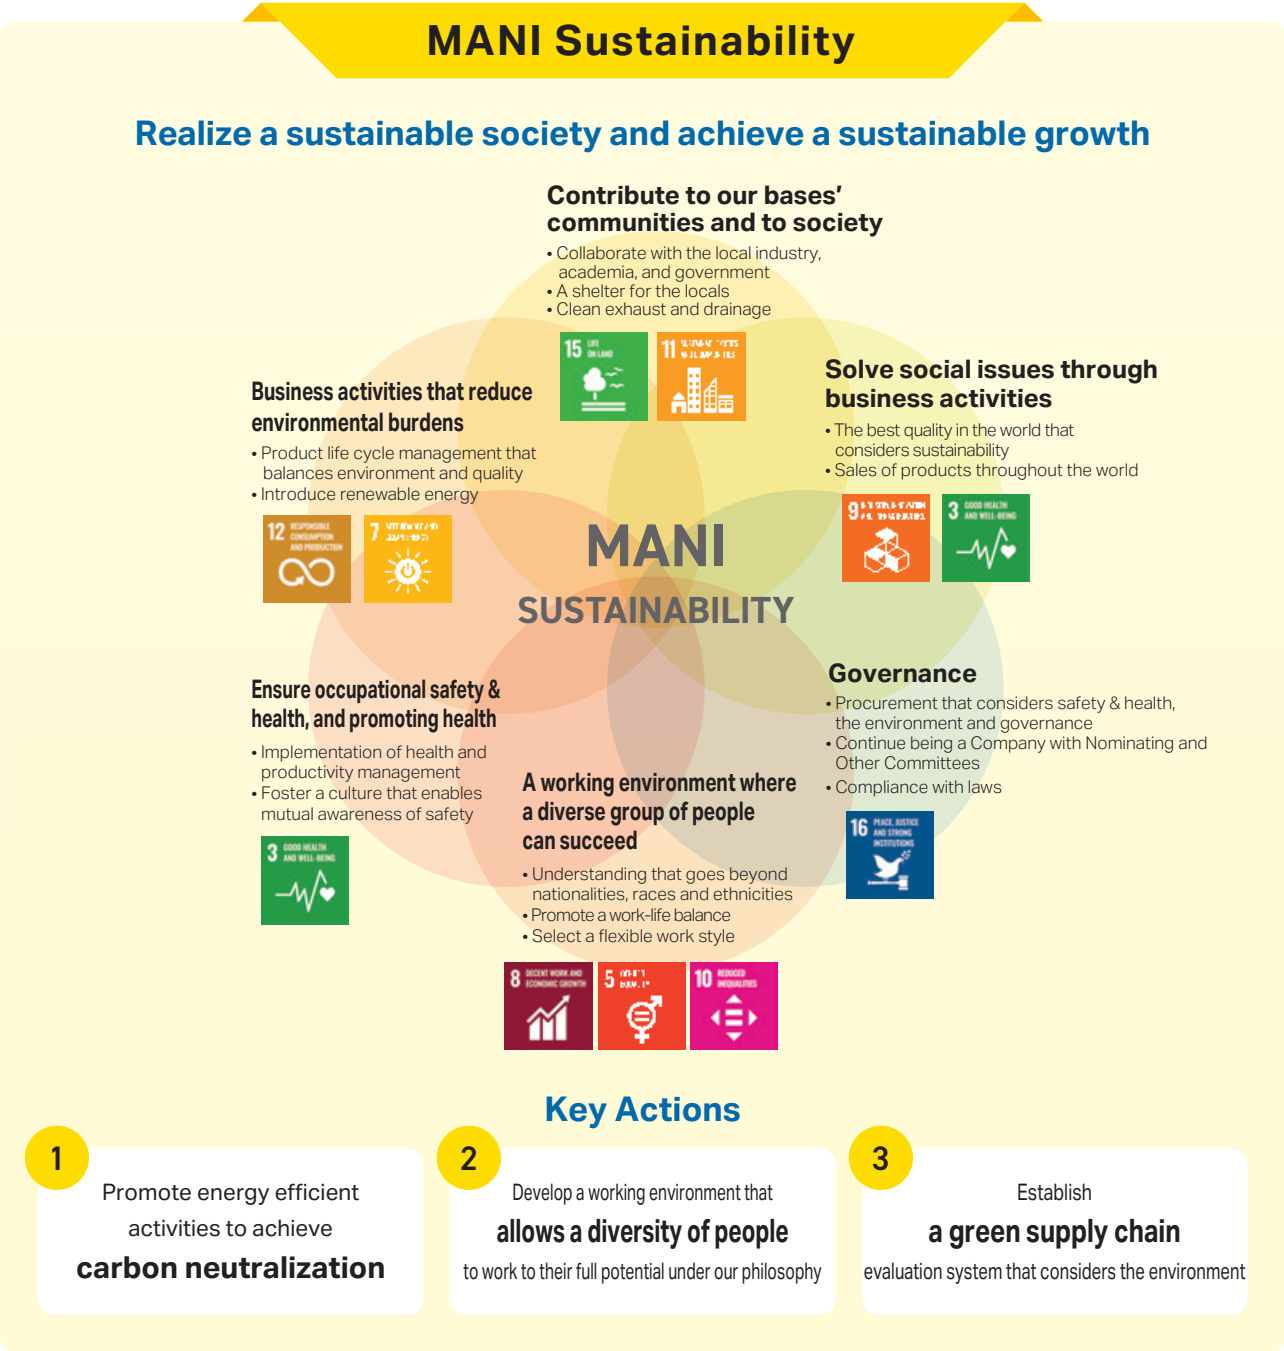 MANI Sustainability
Realize a sustainable society and achieve a sustainable growth
Contribute to our bases’
communities and to society
• Collaborate with the local industry,
academia, and government
• A shelter for the locals
• Clean exhaust and drainage
15 LIFE
ON LAND
11
Business activities that reduce
environmental burdens
• Product life cycle management that
balances environment and quality
• Introduce renewable energy
12 RESPONSIBLE
CONSUMPTION
AND PRODUCTION
7
Solve social issues through
business activities
• The best quality in the world that
considers sustainability
• Sales of products throughout the world
9
3 GOOD HEALTH
AND WELL-BEING
MANI
SUSTAINABILITY
Ensure occupational safety &
health, and promoting health
• Implementation of health and
productivity management
• Foster a culture that enables
mutual awareness of safety
3 GOOD HEALTH
AND WELL-BEING
A working environment where
a diverse group of people
can succeed
• Understanding that goes beyond
nationalities, races and ethnicities
• Promote a work-life balance
• Select a flexible work style
8 DECENT WORK AND
ECONOMIC GROWTH
5
10 REDUCED
INEQUALITIES
Governance
• Procurement that considers safety & health,
the environment and governance
• Continue being a Company with Nominating and
Other Committees
• Compliance with laws
16 PEACE, JUSTICE
AND STRONG
INSTITUTIONS
Key Actions
1
Promote energy efficient
activities to achieve
carbon neutralization
2
Develop a working environment that
allows a diversity of people
to work to their full potential under our philosophy
3
Establish
a green supply chain
evaluation system that considers the environment